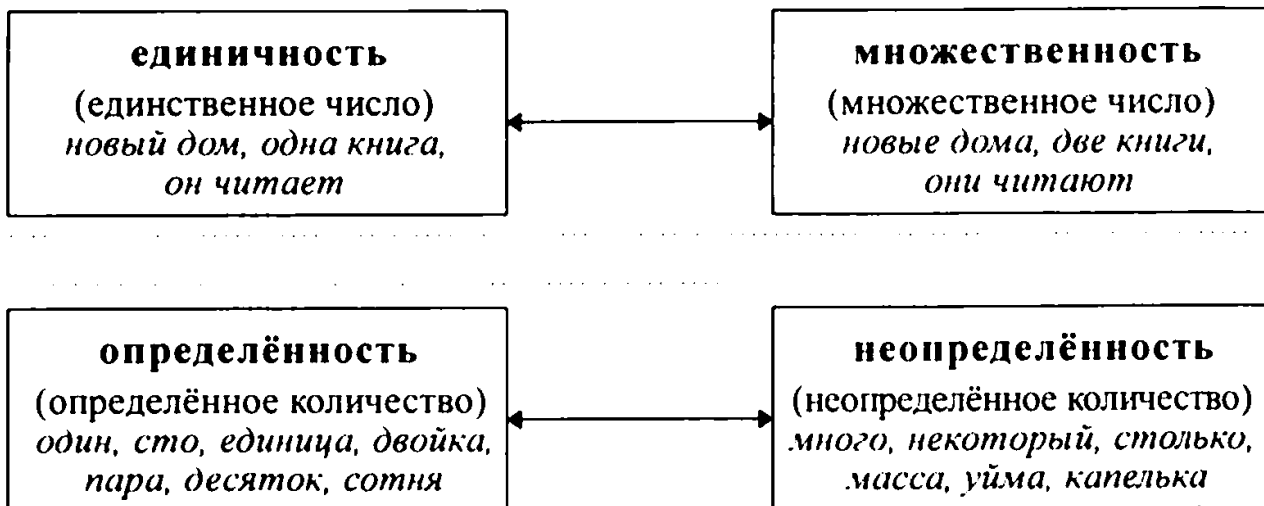 единичность
(единственное число)
новый дом, одна книга,
он читает
множественность
(множественное число)
новые дома, две книги,
они читают
определённость
(определённое количество)
один, сто, единица, двойка,
пара, десяток, сотня
неопределённость
(неопределённое количество)
много, некоторый, столько,
масса, уйма, капелька